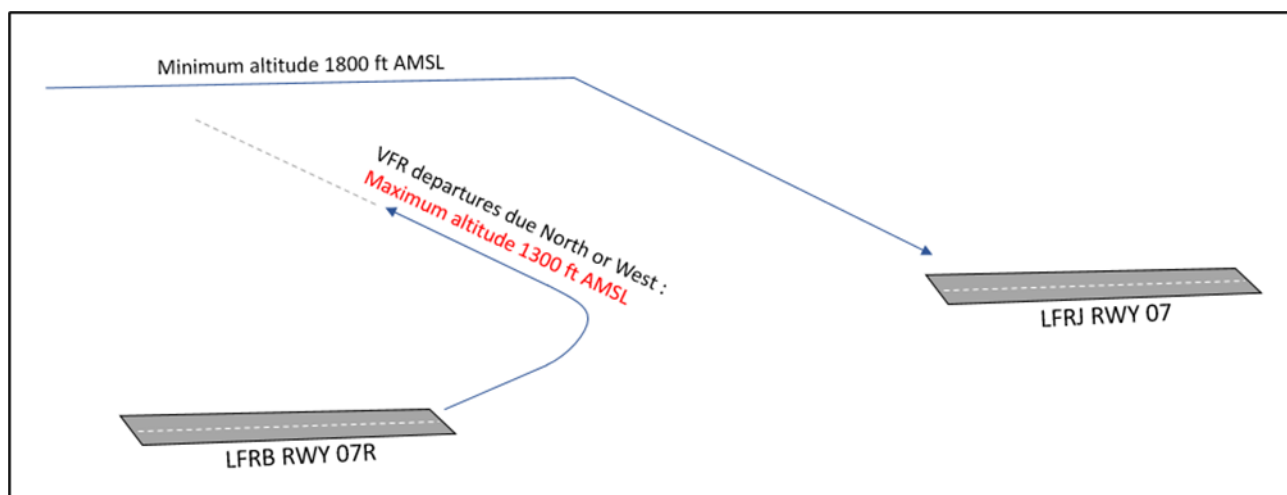 Minimum altitude 1800 ft AMSL
VFR departures due North or West :
Maximum altitude 1300 ft AMSL
LFRJ RWY 07
LFRB RWY 07R